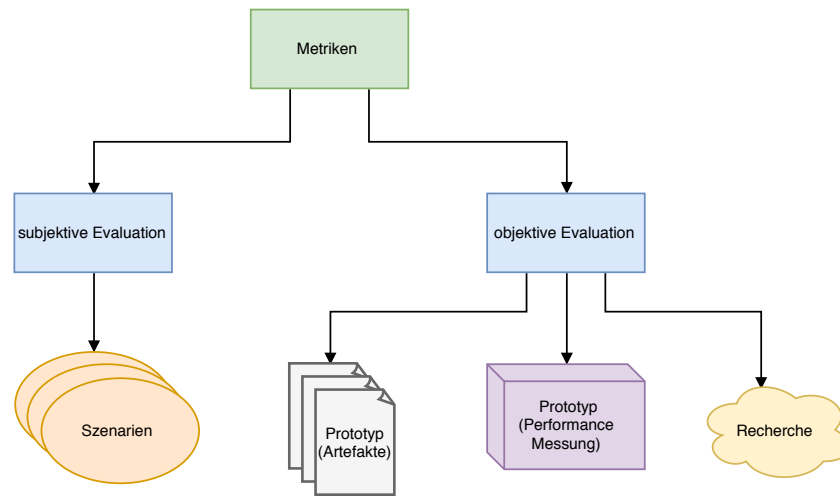 Metriken
subjektive Evaluation
objektive Evaluation
Szenarien
Prototyp
(Artefakte)
Prototyp
(Performance
Messung)
Recherche